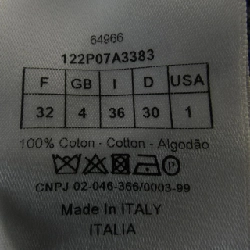 64966
122P07A3383
F GB I D USA
32 4 36 30 1
100% Coton - Cotton - Algodão
CNPJ 02-046-366/0003-99
Made In ITALY
ITALIA